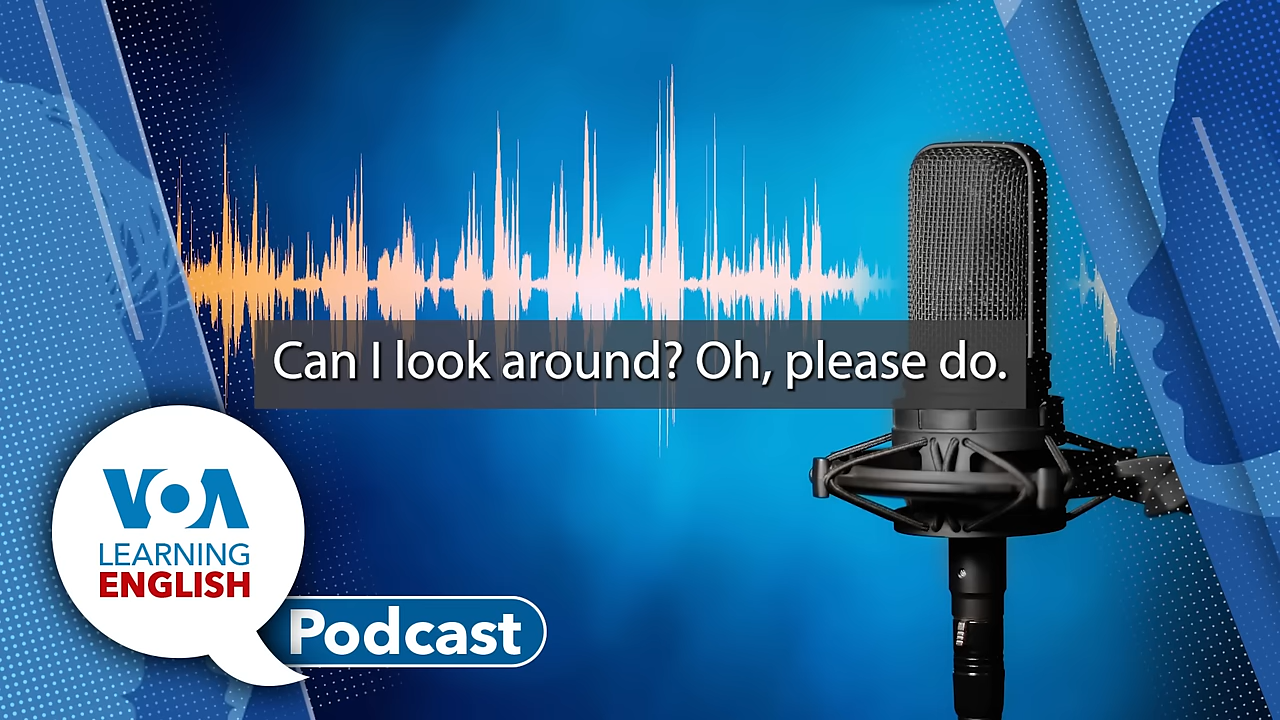 Can I look around? Oh, please do.
VOA
LEARNING
ENGLISH
Podcast